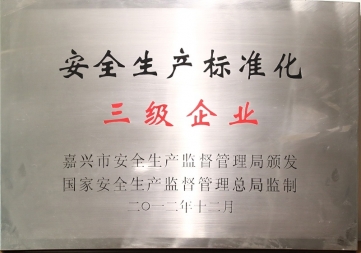 安全生产标准化
三级企业
嘉兴市安全生产监督管理局颁发
国家安全生产监督管理总局监制
二〇一二年十二月